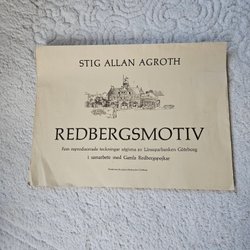 STIG ALLAN AGROTH
REDBERGSMOTIV
Fem reproducerade teckningar utgivna av Länssparbanken Göteborg
i samarbete med Gamla Redbergspojkar